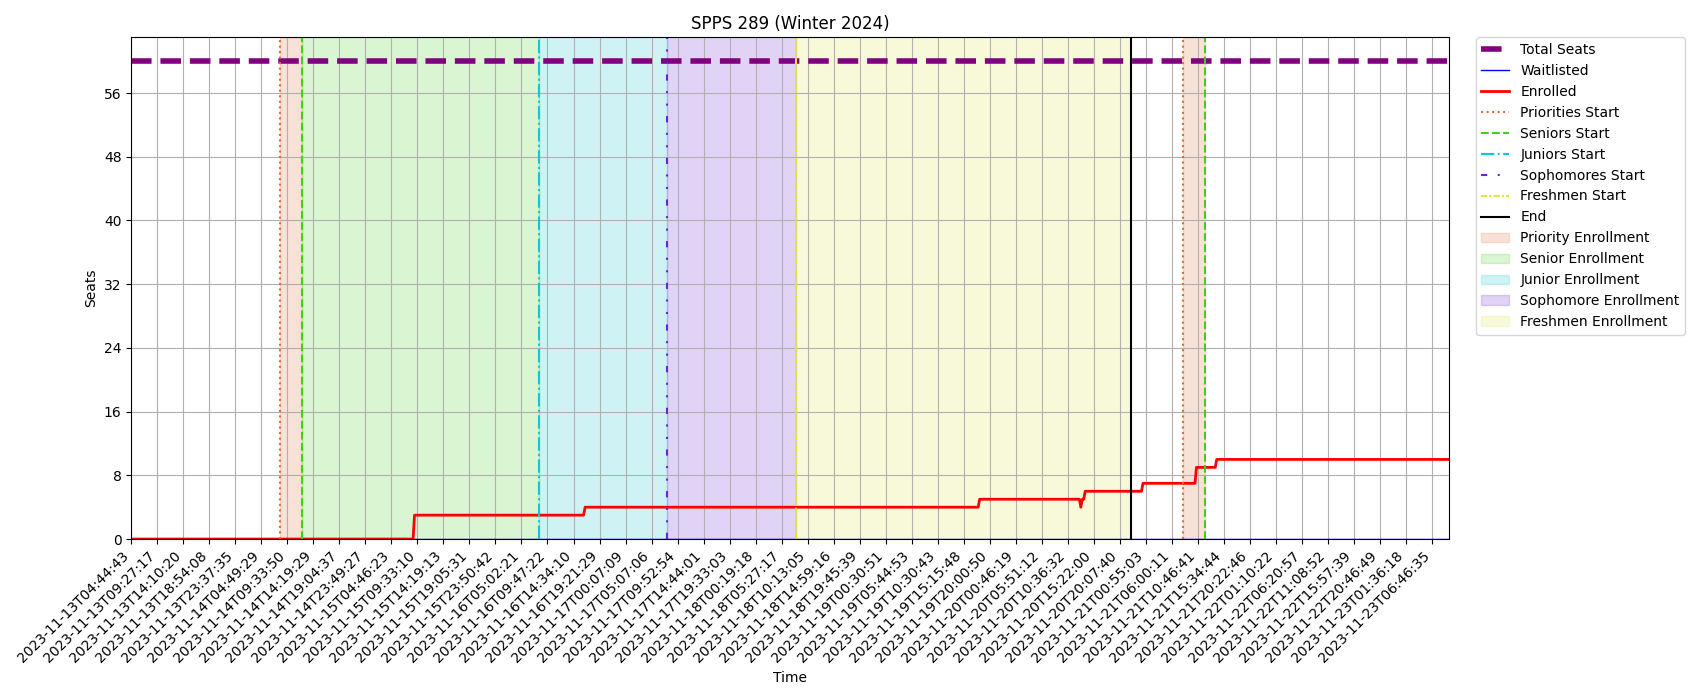 SPPS 289 (Winter 2024)
Seats
56
48
40
32
24
16
8
0
2023-11-13T04:44:43
2023-11-13T09:27:17
2023-11-13T14:10:20
2023-11-13T18:54:08
2023-11-13T23:37:35
2023-11-14T04:49:29
2023-11-14T09:33:50
2023-11-14T14:19:29
2023-11-14T19:04:37
2023-11-14T23:49:27
2023-11-15T04:46:23
2023-11-15T09:33:10
2023-11-15T14:19:13
2023-11-15T19:05:31
2023-11-15T23:50:42
2023-11-16T05:02:21
2023-11-16T09:47:22
2023-11-16T14:34:10
2023-11-16T19:21:29
2023-11-17T00:07:09
2023-11-17T05:07:06
2023-11-17T09:52:54
2023-11-17T14:44:01
2023-11-17T19:33:03
2023-11-18T00:19:18
2023-11-18T05:27:17
2023-11-18T10:13:05
2023-11-18T14:59:16
2023-11-18T19:45:39
2023-11-19T00:30:51
2023-11-19T05:44:53
2023-11-19T10:30:43
2023-11-19T15:15:48
2023-11-19T20:00:50
2023-11-20T00:46:19
2023-11-20T05:51:12
2023-11-20T10:36:32
2023-11-20T15:22:00
2023-11-20T20:07:40
2023-11-21T00:55:03
2023-11-21T06:00:11
2023-11-21T10:46:41
2023-11-21T15:34:44
2023-11-21T20:22:46
2023-11-22T01:10:22
2023-11-22T06:20:57
2023-11-22T11:08:52
2023-11-22T15:57:39
2023-11-22T20:46:49
2023-11-23T01:36:18
2023-11-23T06:46:35
Time
Total Seats
Waitlisted
Enrolled
Priorities Start
Seniors Start
Juniors Start
Sophomores Start
Freshmen Start
End
Priority Enrollment
Senior Enrollment
Junior Enrollment
Sophomore Enrollment
Freshmen Enrollment